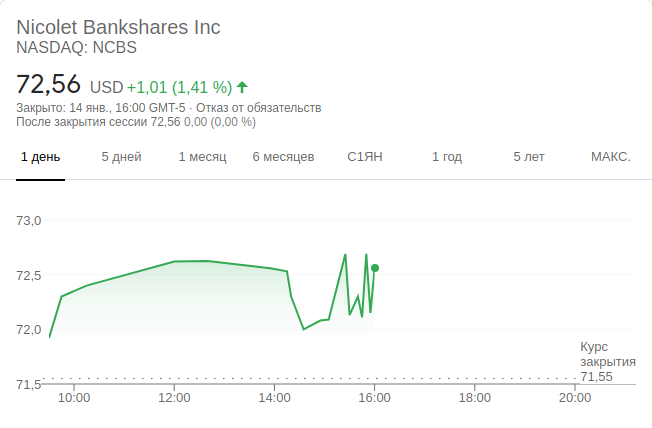 Nicolet Bankshares Inc
NASDAQ: NCBS
72,56 USD +1,01 (1,41 %)
Закрыто: 14 янв., 16:00 GMT-5 · Отказ от обязательств
После закрытия сессии 72,56 0,00 (0,00 %)
1 день 5 дней 1 месяц 6 месяцев С1ЯН 1 год 5 лет МАКС.
73,0
72,5
72,0
Курс
закрытия
71,55
71,5
10:00 12:00 14:00 16:00 18:00 20:00